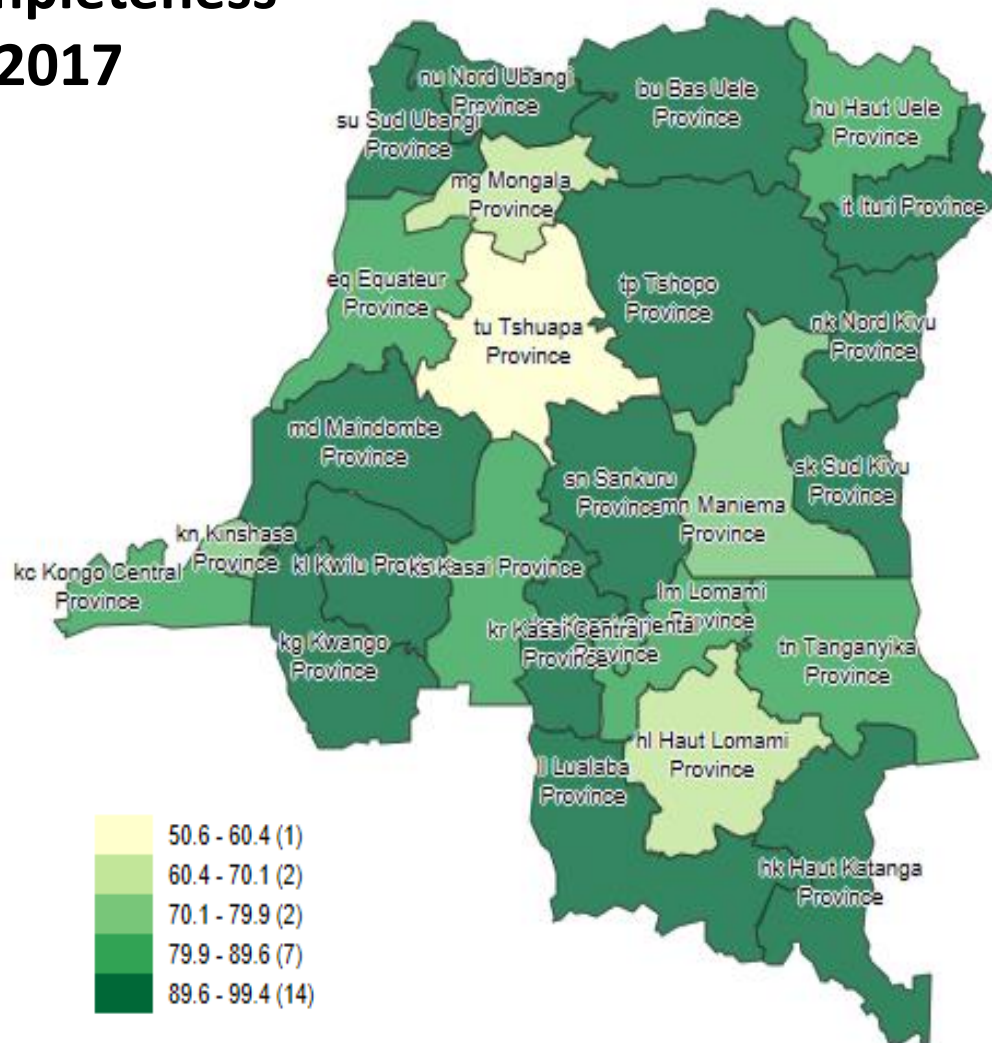 2017
nu Nord Ubangi
Province
bu Bas Uele
Province
hu Haut Uele
Province
su Sud Ubangi
Province
mg Mongala
Province
it Ituri Province
eq Equateur
Province
tp Tshopo
Province
tu Tshuapa
Province
nk Nord Kivu
Province
md Maindombe
Province
sn Sankuru
Province
sk Sud Kivu
Province
mn Maniema
Province
kn Kinshasa
Province
kc Kongo Central
Province
kl Kwilu
ks Kasai Province
lm Lomami
Province
kr Kasai Central
Province
Province
kg Kwango
Province
tn Tanganyika
Province
hl Haut Lomami
Province
ll Lualaba
Province
hk Haut Katanga
Province
50.6 - 60.4 (1)
60.4 - 70.1 (2)
70.1 - 79.9 (2)
79.9 - 89.6 (7)
89.6 - 99.4 (14)